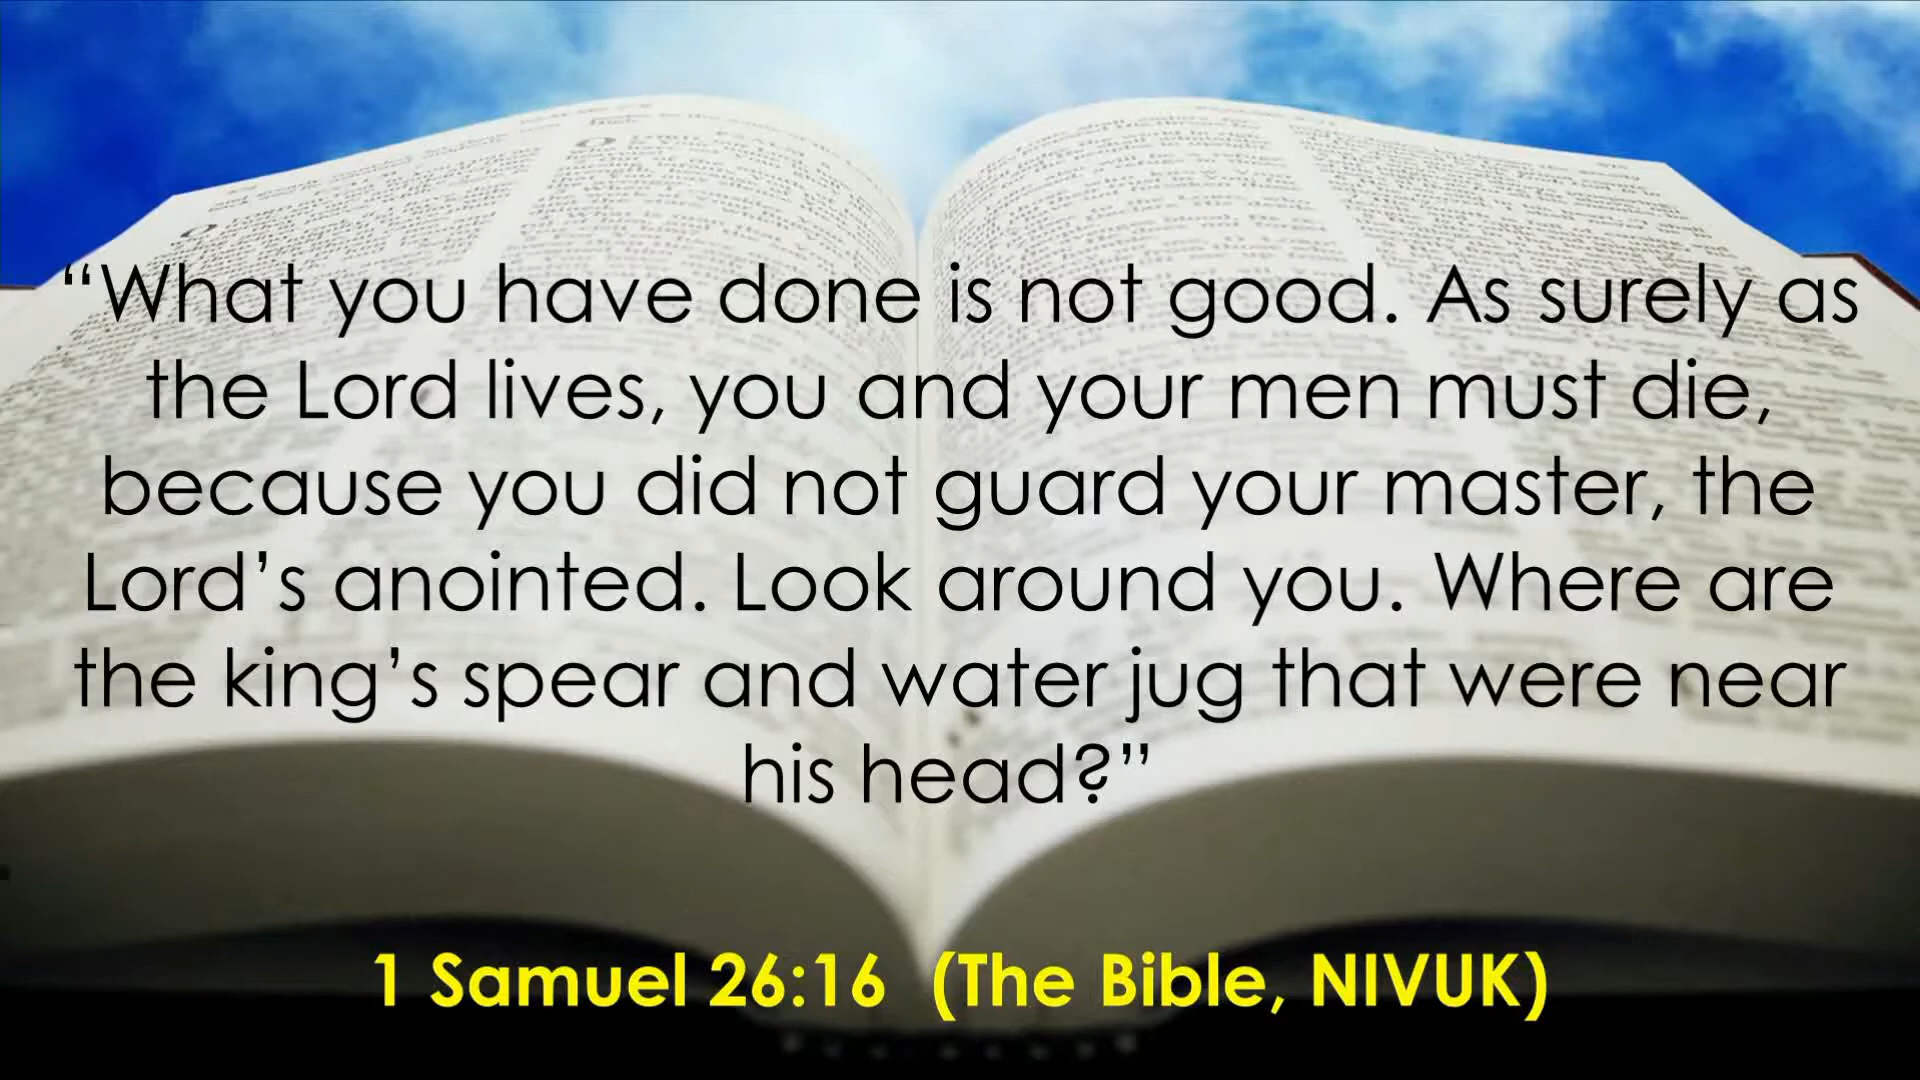 “What you have done is not good. As surely as
the Lord lives, you and your men must die,
because you did not guard your master, the
Lord’s anointed. Look around you. Where are
the king’s spear and water jug that were near
his head?”
1 Samuel 26:16  (The Bible, NIVUK)